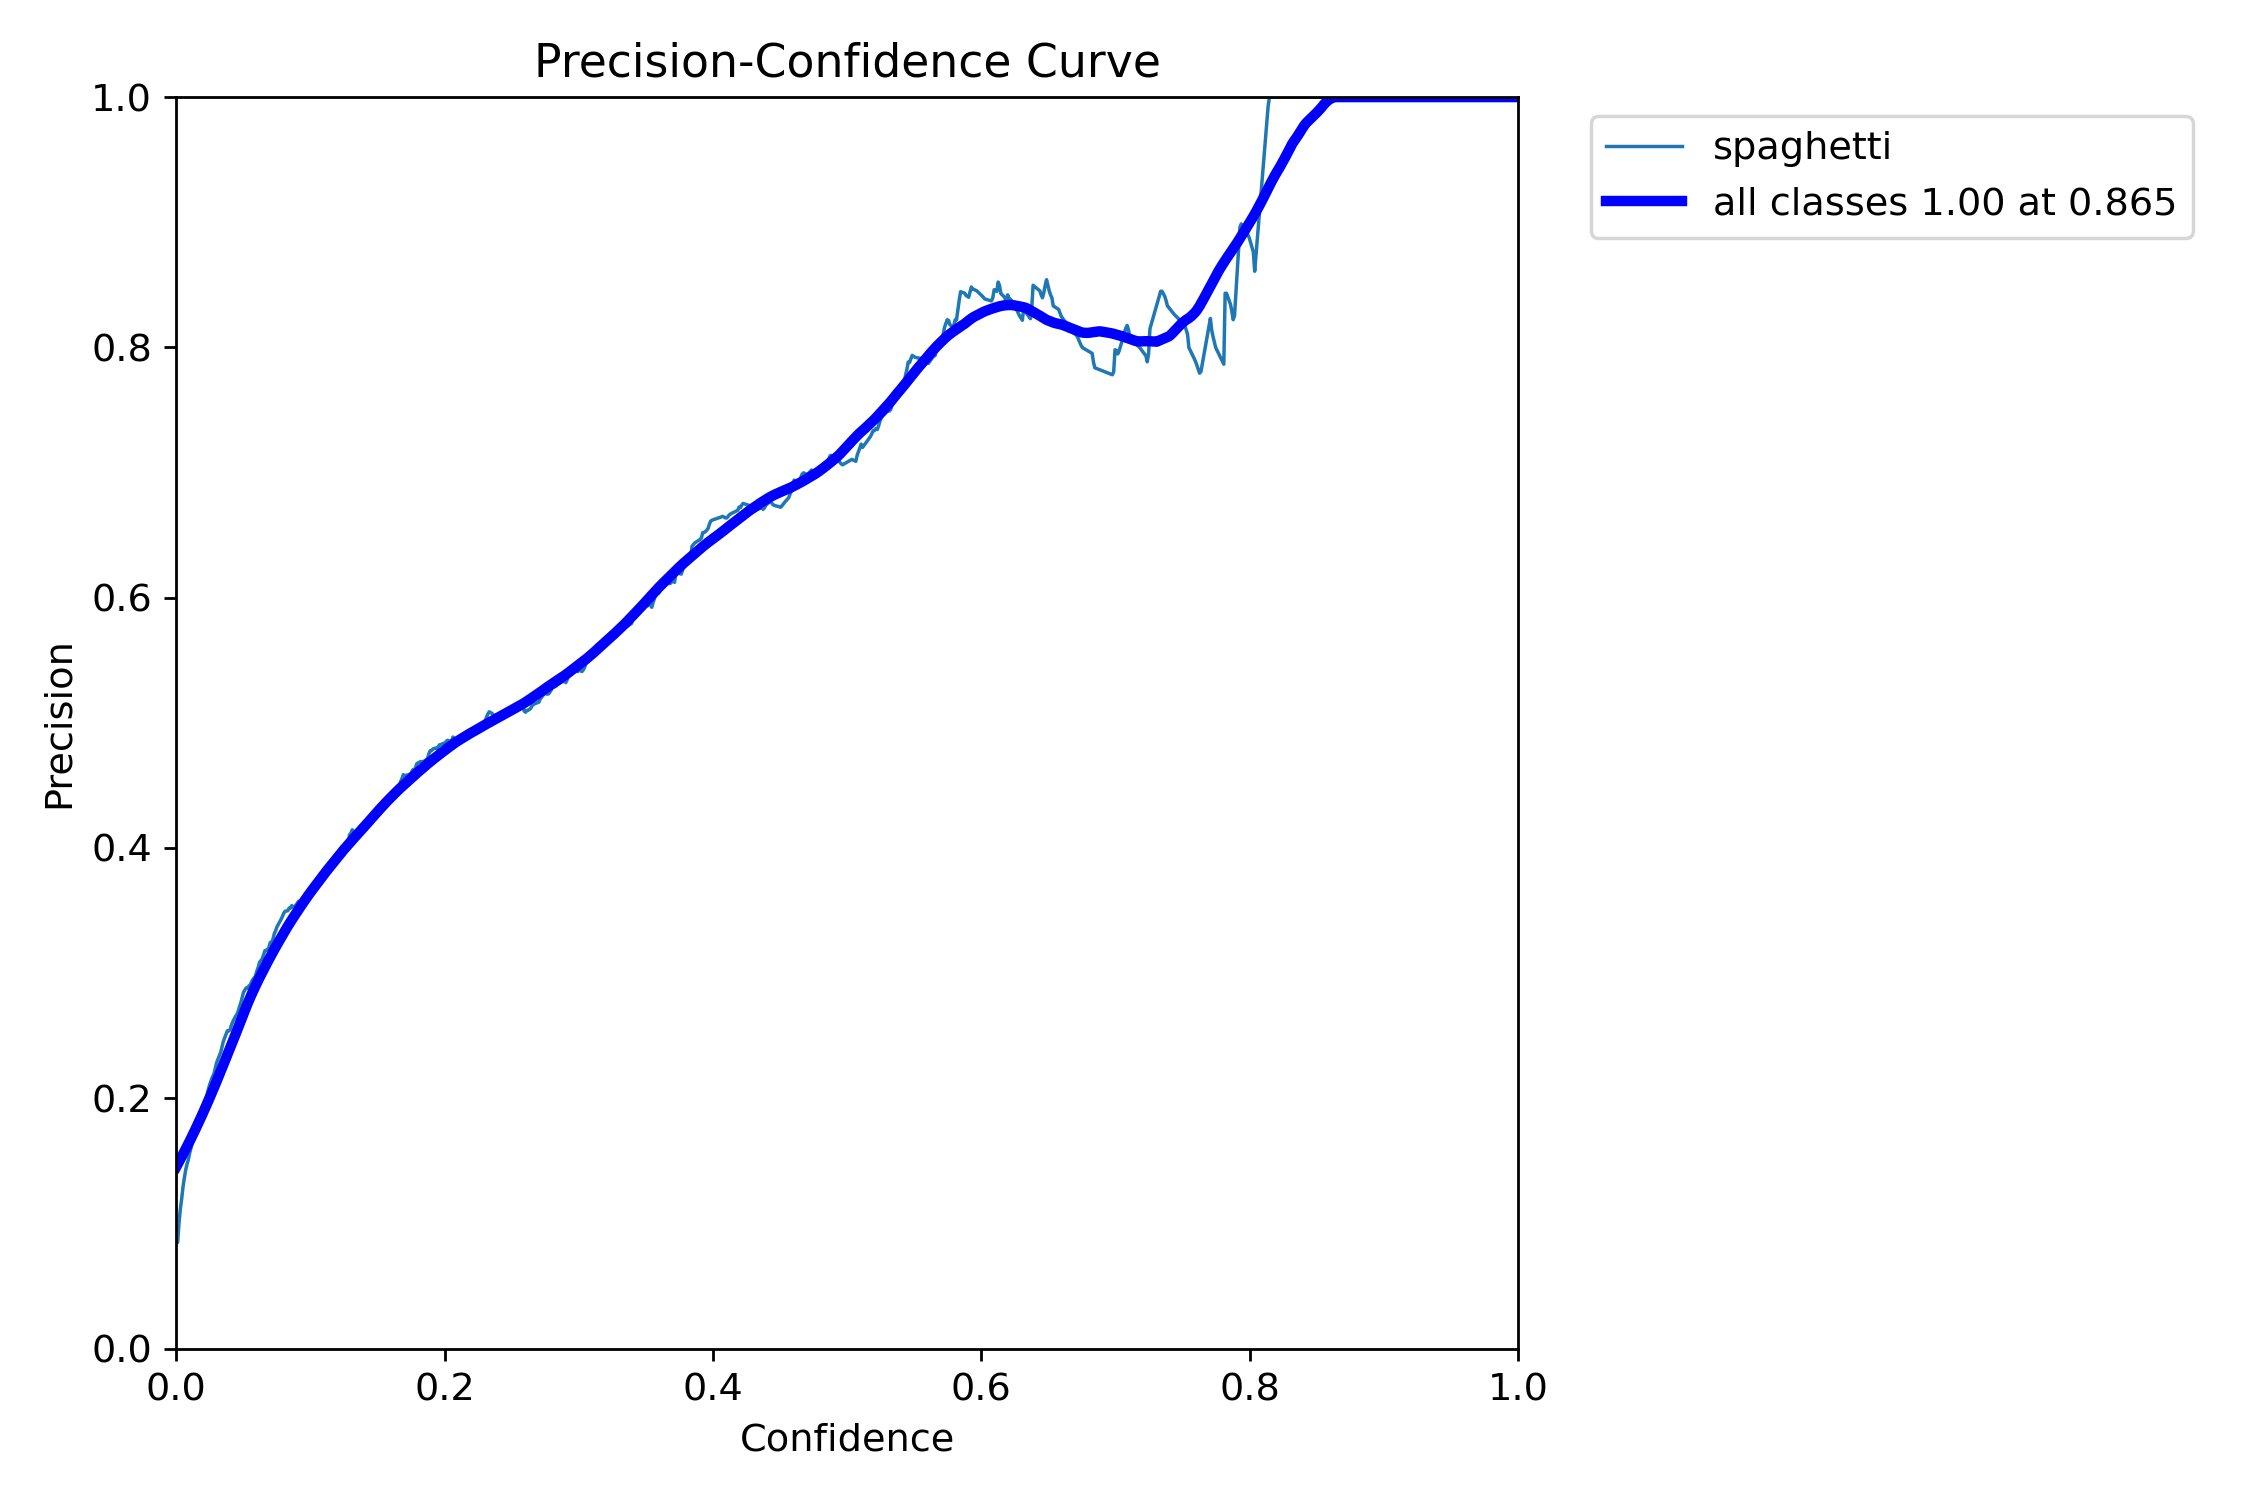 Precision-Confidence Curve
1.0
0.8
0.6
0.4
0.2
0.0
Precision
0.0 0.2 0.4 0.6 0.8 1.0
Confidence
spaghetti
all classes 1.00 at 0.865